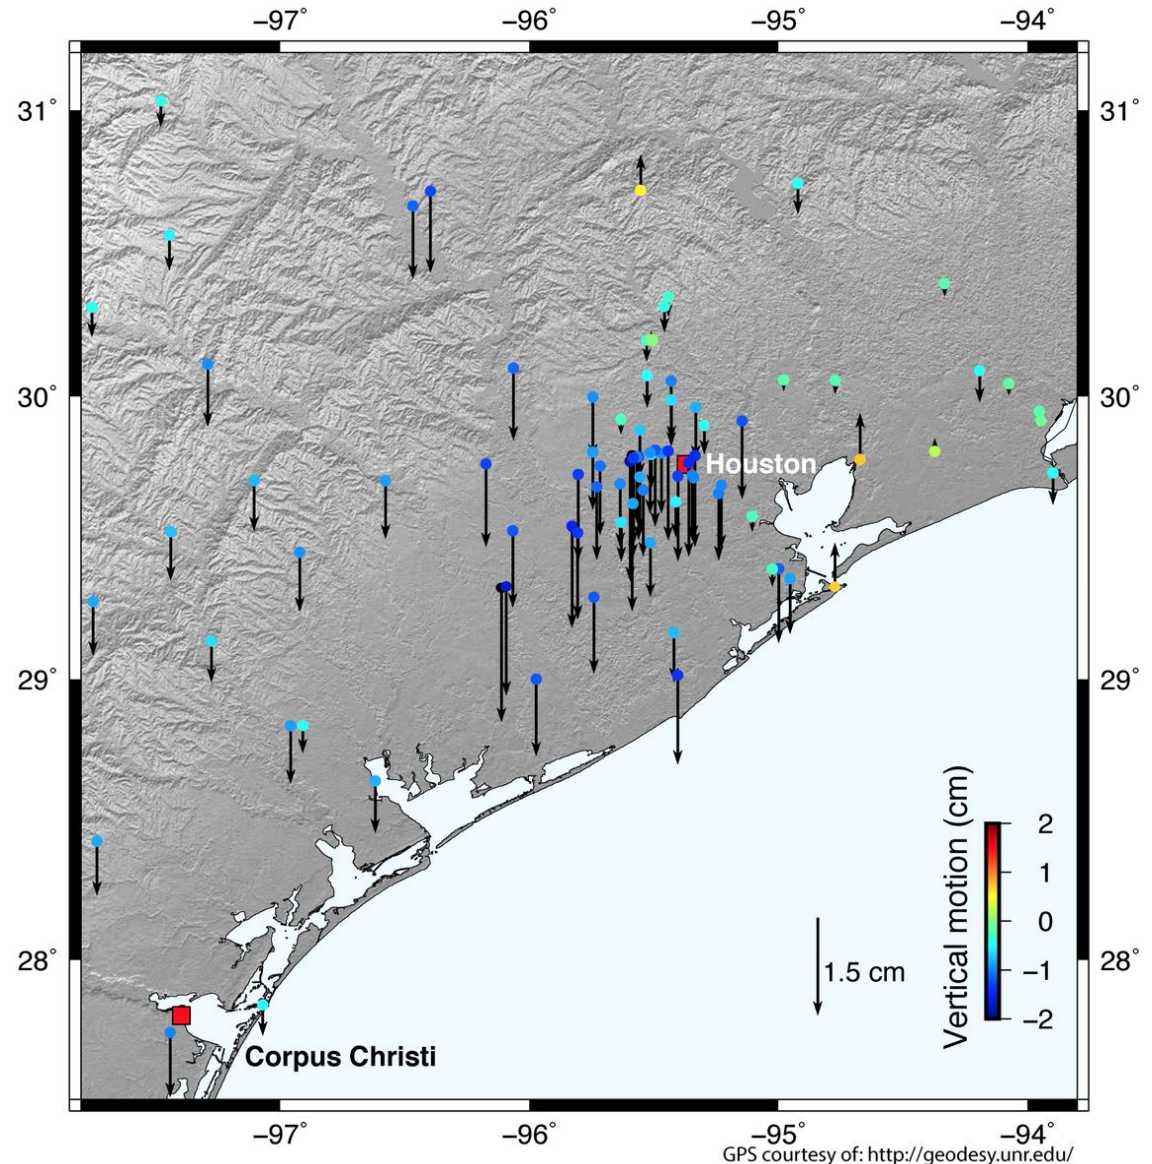 −97˚ −96˚ −95˚ −94˚
31˚ 31˚
30˚ 30˚
Houston
29˚ 29˚
Vertical motion (cm)
2
1
0
−1
−2
1.5 cm
28˚ 28˚
Corpus Christi
−97˚ −96˚ −95˚ −94˚
GPS courtesy of: http://geodesy.unr.edu/